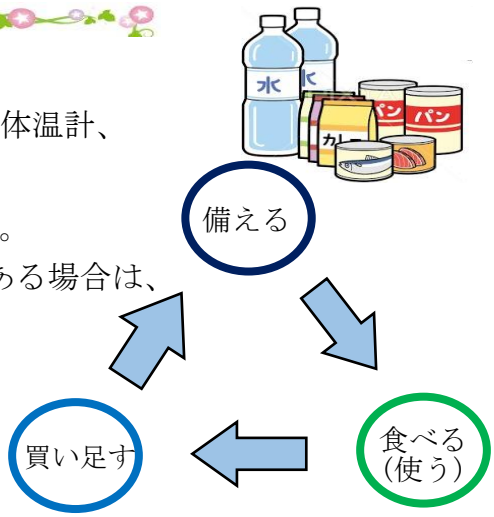 水
水
パン
パン
カレー
体温計、
備える
。
ある場合は、
買い足す
食べる
(使う)